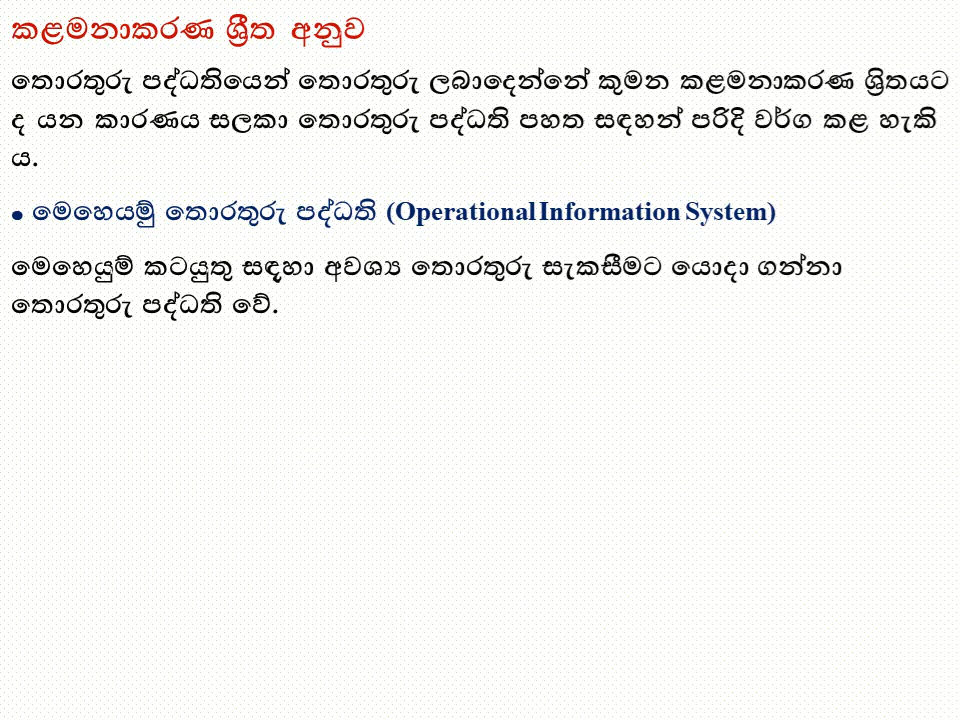 කළමනාකරණ ශ්‍රීත අනුව
තොරතුරු පද්ධතියෙන් තොරතුරු ලබාදෙන්නේ කුමන කළමනාකරණ ශ්‍රිතයට
ද යන කාරණය සලකා තොරතුරු පද්ධති පහත සඳහන් පරිදි වර්ග කළ හැකි
ය.
• මෙහෙයමුී තොරතුරු පද්ධති (Operational Information System)
මෙහෙයුම් කටයුතු සඳහා අවශ්‍ය තොරතුරු සැකසීමට යොදා ගන්නා
තොරතුරු පද්ධති වේ.